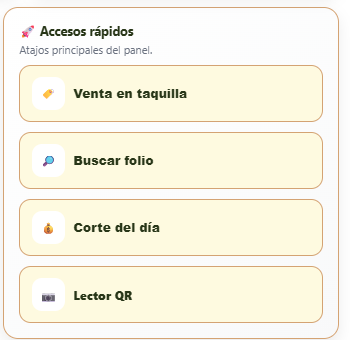 Accesos rápidos
Atajos principales del panel.
Venta en taquilla
Buscar folio
Corte del día
Lector QR